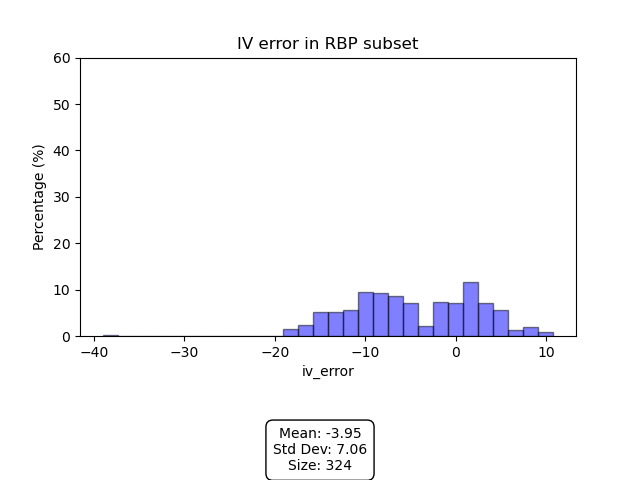 IV error in RBP subset
60
50
40
30
20
10
0
Percentage (%)
−40
−30
−20
−10
0
10
iv_error
Mean: -3.95
Std Dev: 7.06
Size: 324